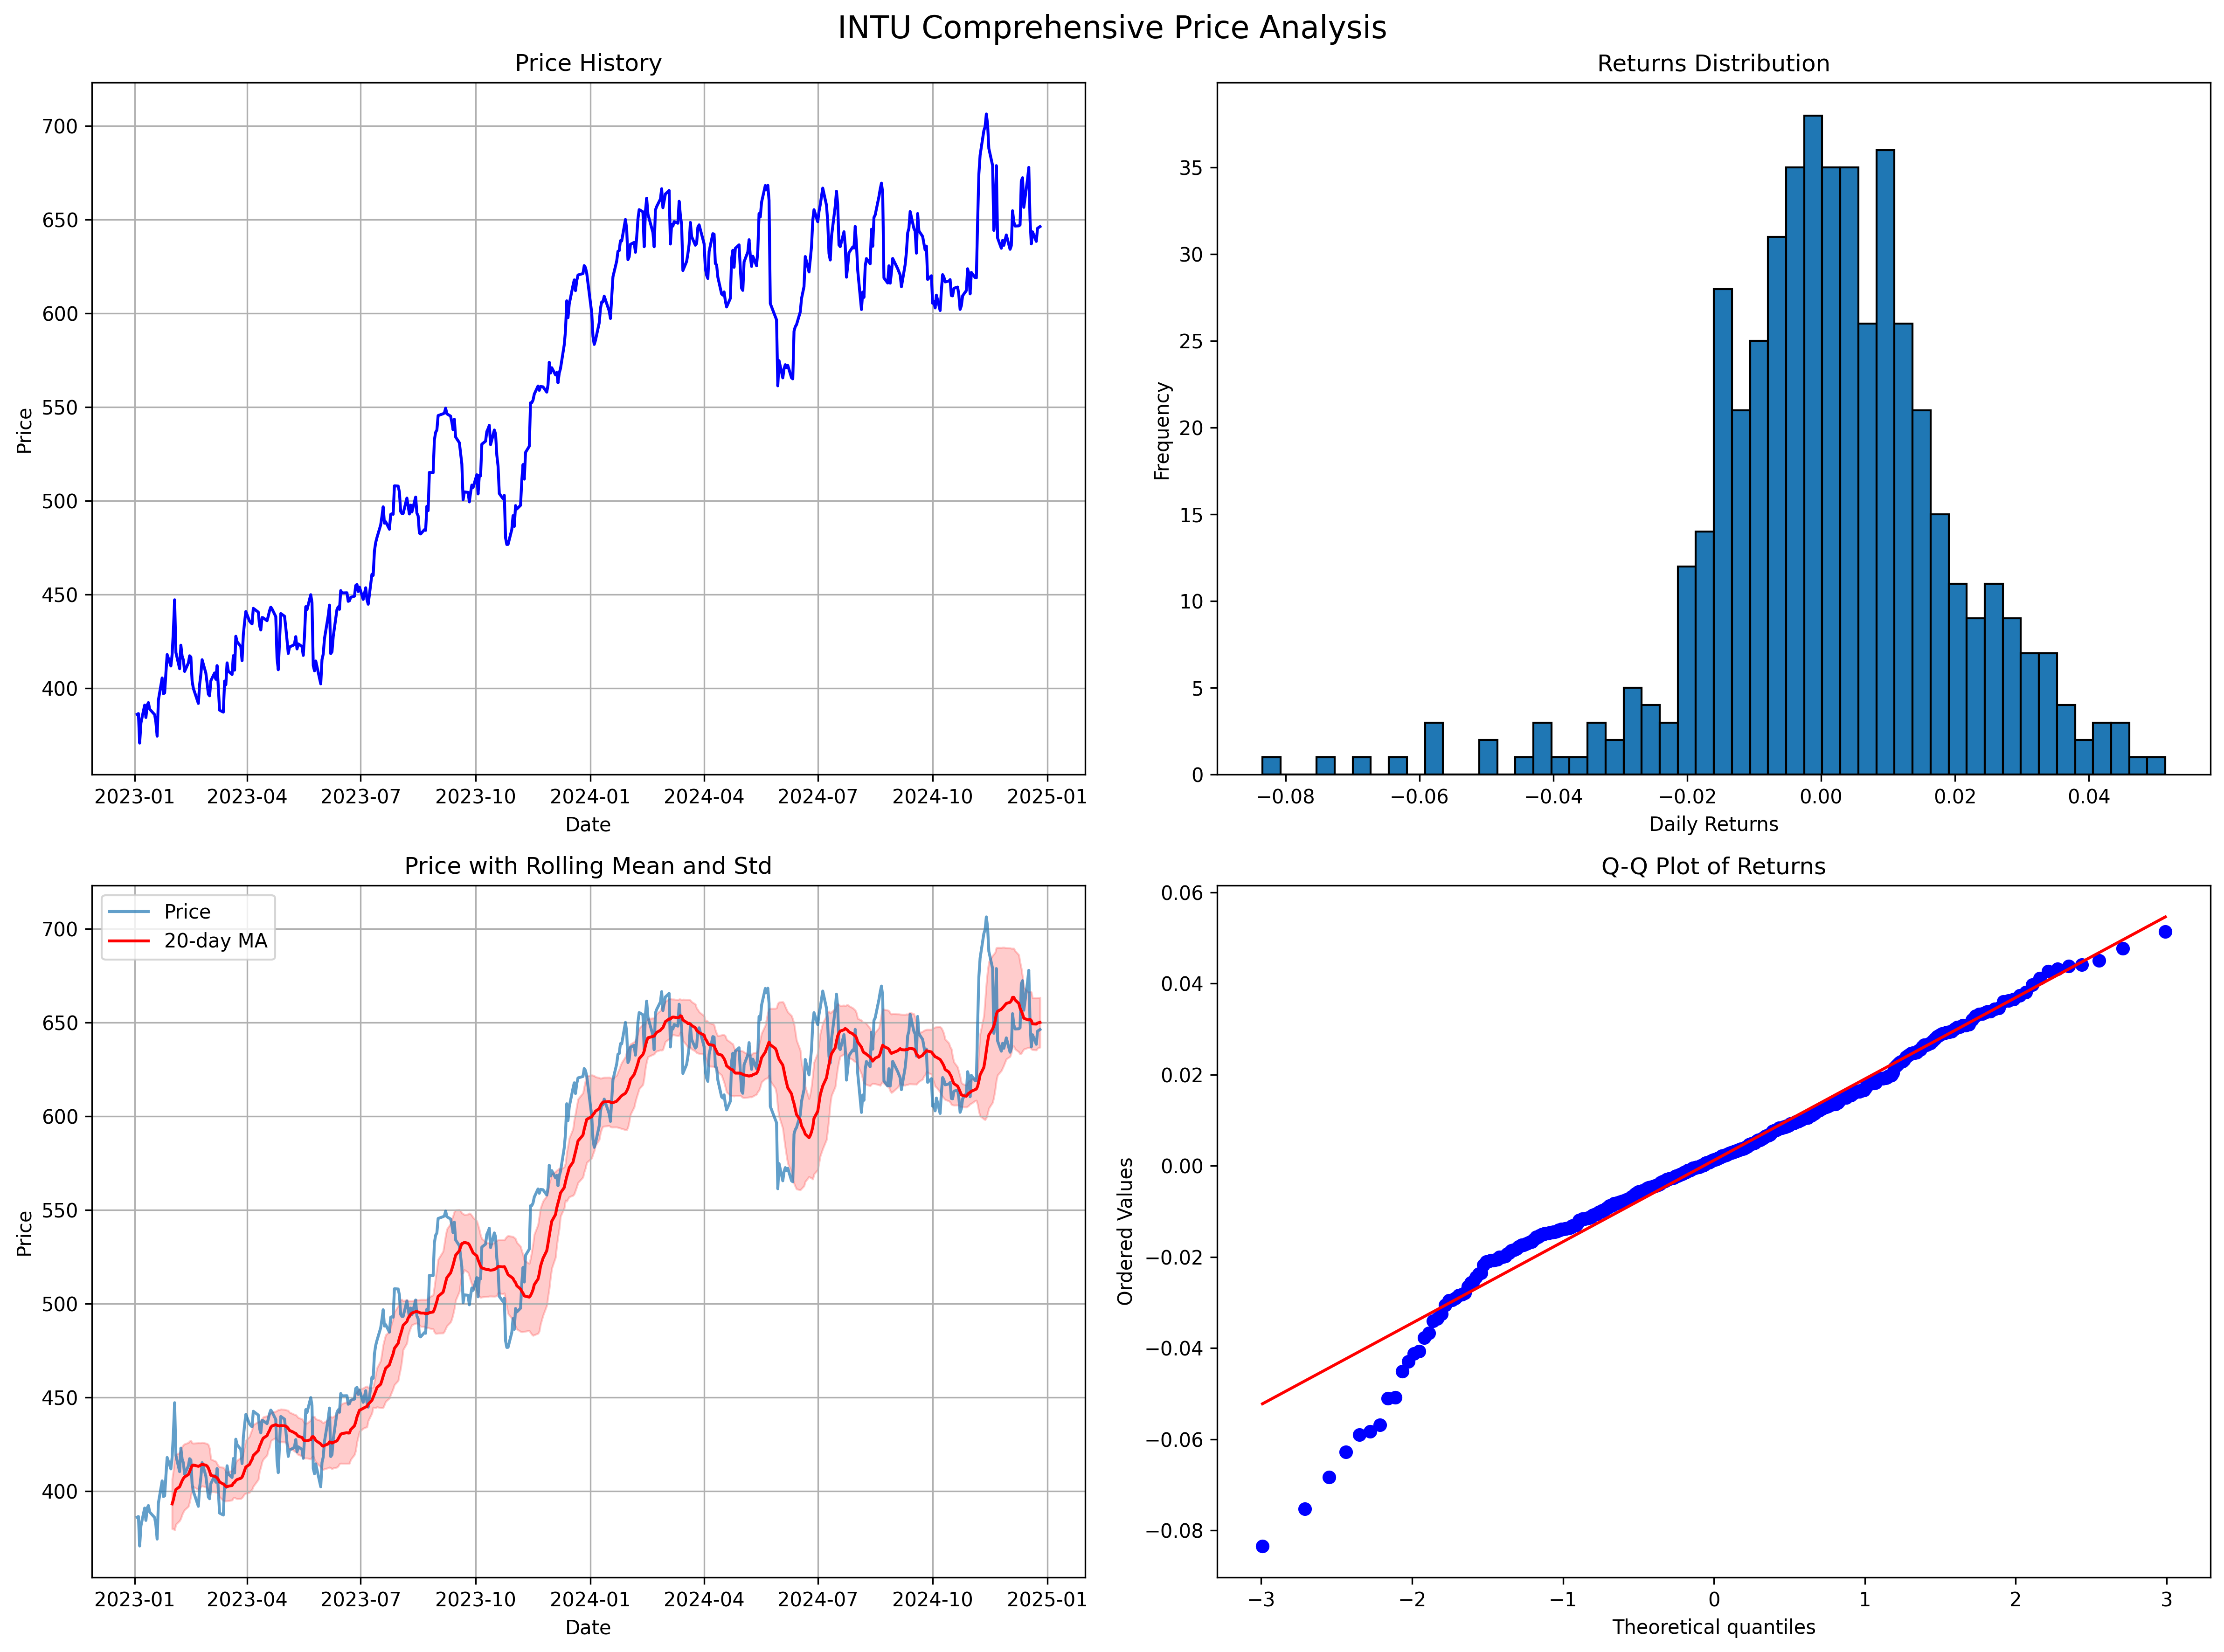 INTU Comprehensive Price Analysis
Price History
Price
700
650
600
550
500
450
400
2023-01 2023-04 2023-07 2023-10 2024-01 2024-04 2024-07 2024-10 2025-01
Date
Returns Distribution
Frequency
35
30
25
20
15
10
5
0
−0.08 −0.06 −0.04 −0.02 0.00 0.02 0.04
Daily Returns
Price with Rolling Mean and Std
Price
20-day MA
Price
700
650
600
550
500
450
400
2023-01 2023-04 2023-07 2023-10 2024-01 2024-04 2024-07 2024-10 2025-01
Date
Q-Q Plot of Returns
Ordered Values
0.06
0.04
0.02
0.00
−0.02
−0.04
−0.06
−0.08
−3 −2 −1 0 1 2 3
Theoretical quantiles